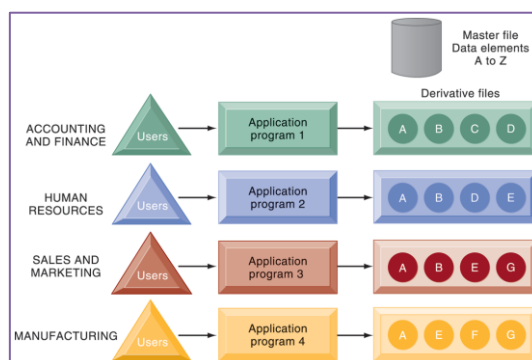 Master file
Data elements
A to Z
Derivative files
ACCOUNTING
AND FINANCE
Users
Application
program 1
A B C D
HUMAN
RESOURCES
Users
Application
program 2
A B D E
SALES AND
MARKETING
Users
Application
program 3
A B E G
MANUFACTURING
Users
Application
program 4
A E F G